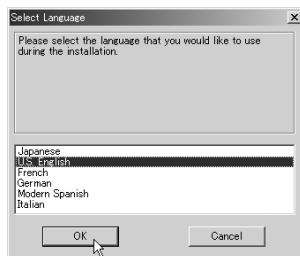 Select Language
Please select the language that you would like to use
during the installation.
Japanese
U.S. English
French
German
Modern Spanish
Italian
OK
Cancel